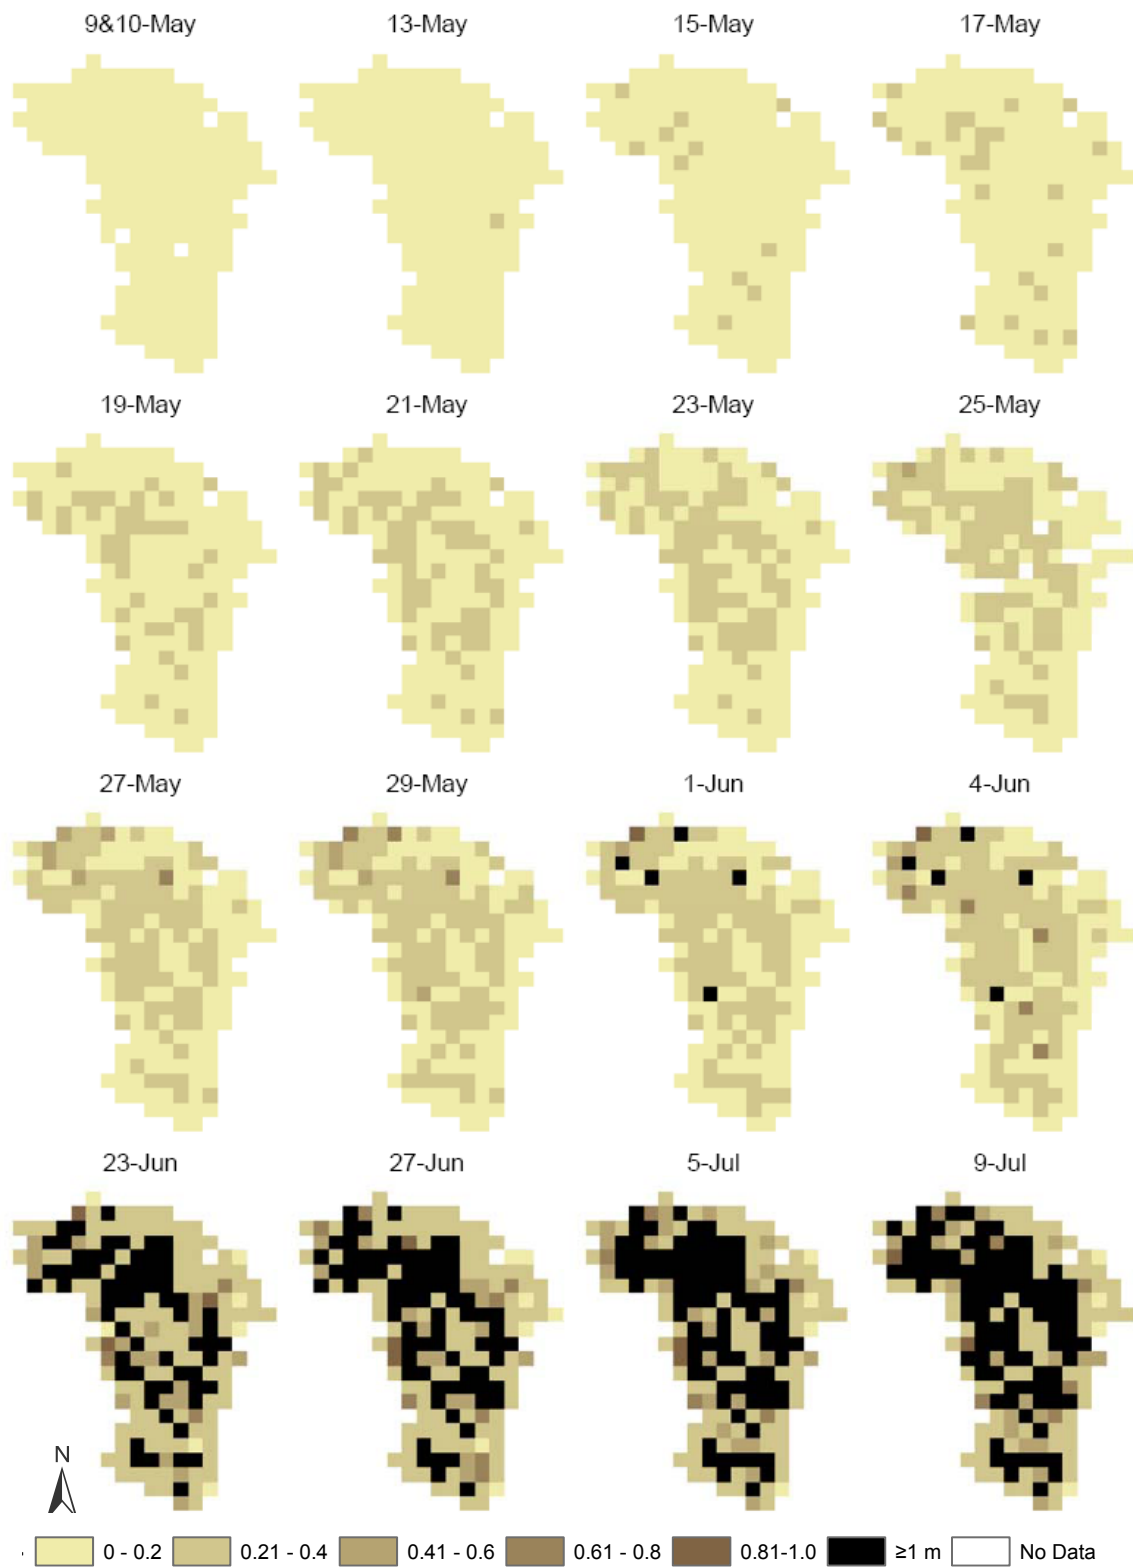 9&10-May 13-May 15-May 17-May
19-May 21-May 23-May 25-May
27-May 29-May 1-Jun 4-Jun
23-Jun 27-Jun 5-Jul 9-Jul
N
0 - 0.2 0.21 - 0.4 0.41 - 0.6 0.61 - 0.8 0.81-1.0 ≥1 m No Data